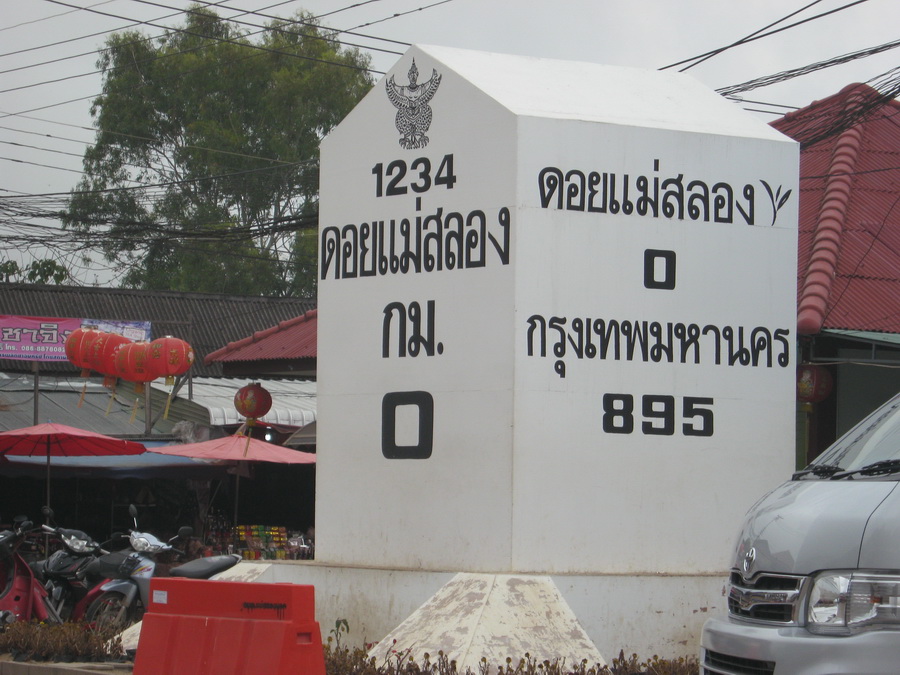 1234
ดอยแม่สลอง
กม.
0
ดอยแม่สลอง
0
กรุงเทพมหานคร
895